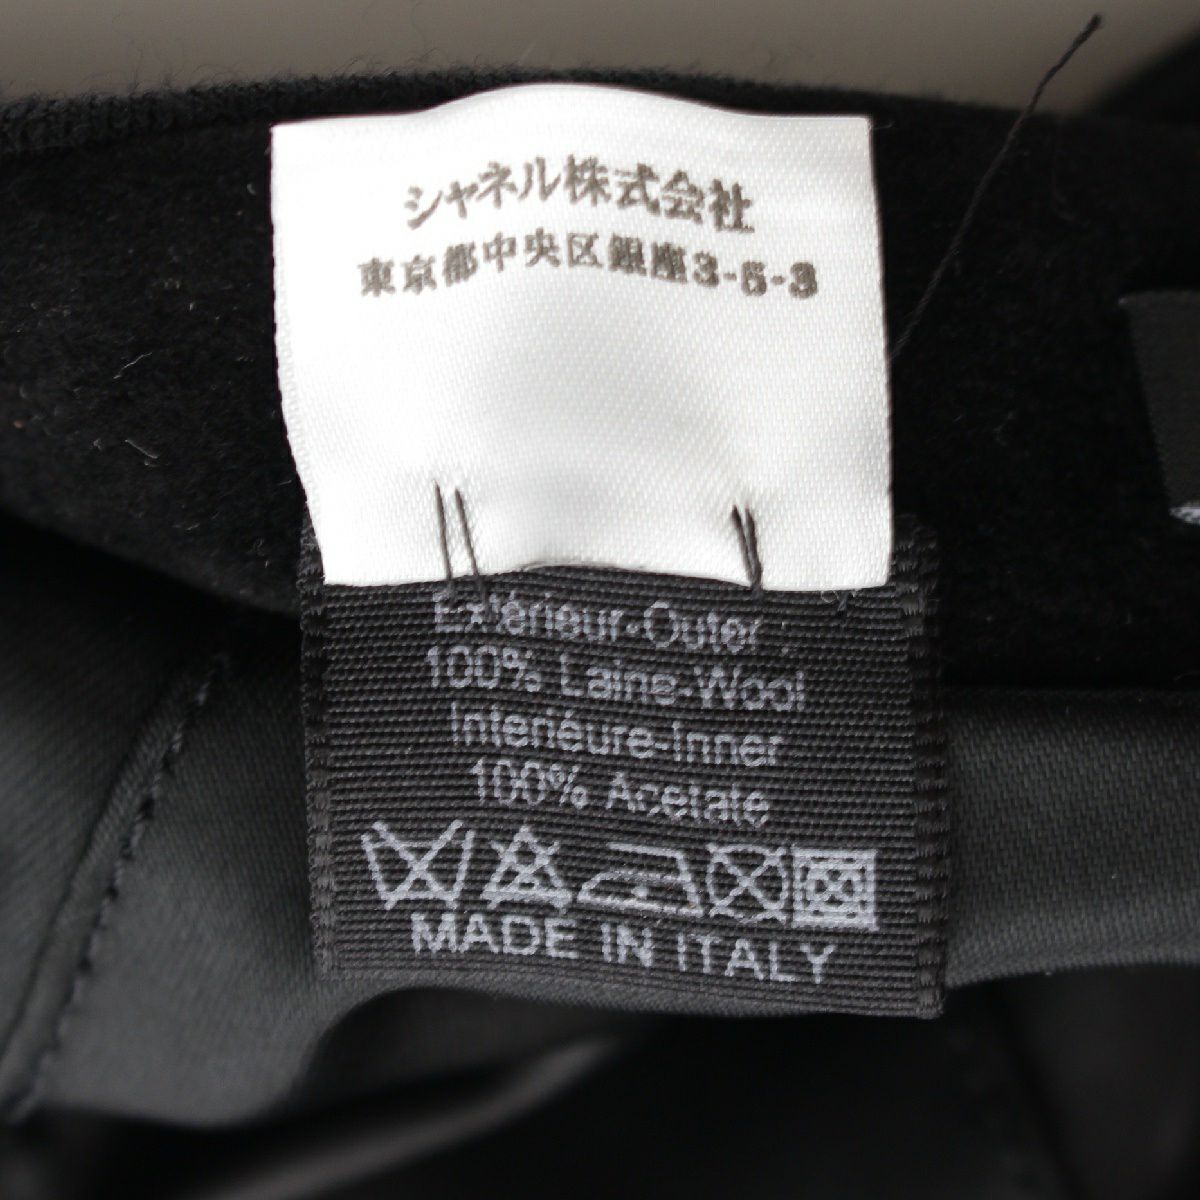 シャネル株式会社
東京都中央区銀座3-5-3
Extérieur-Outer
100% Laine-Wool
Interiéure-Inner
100% Acetate
MADE IN ITALY